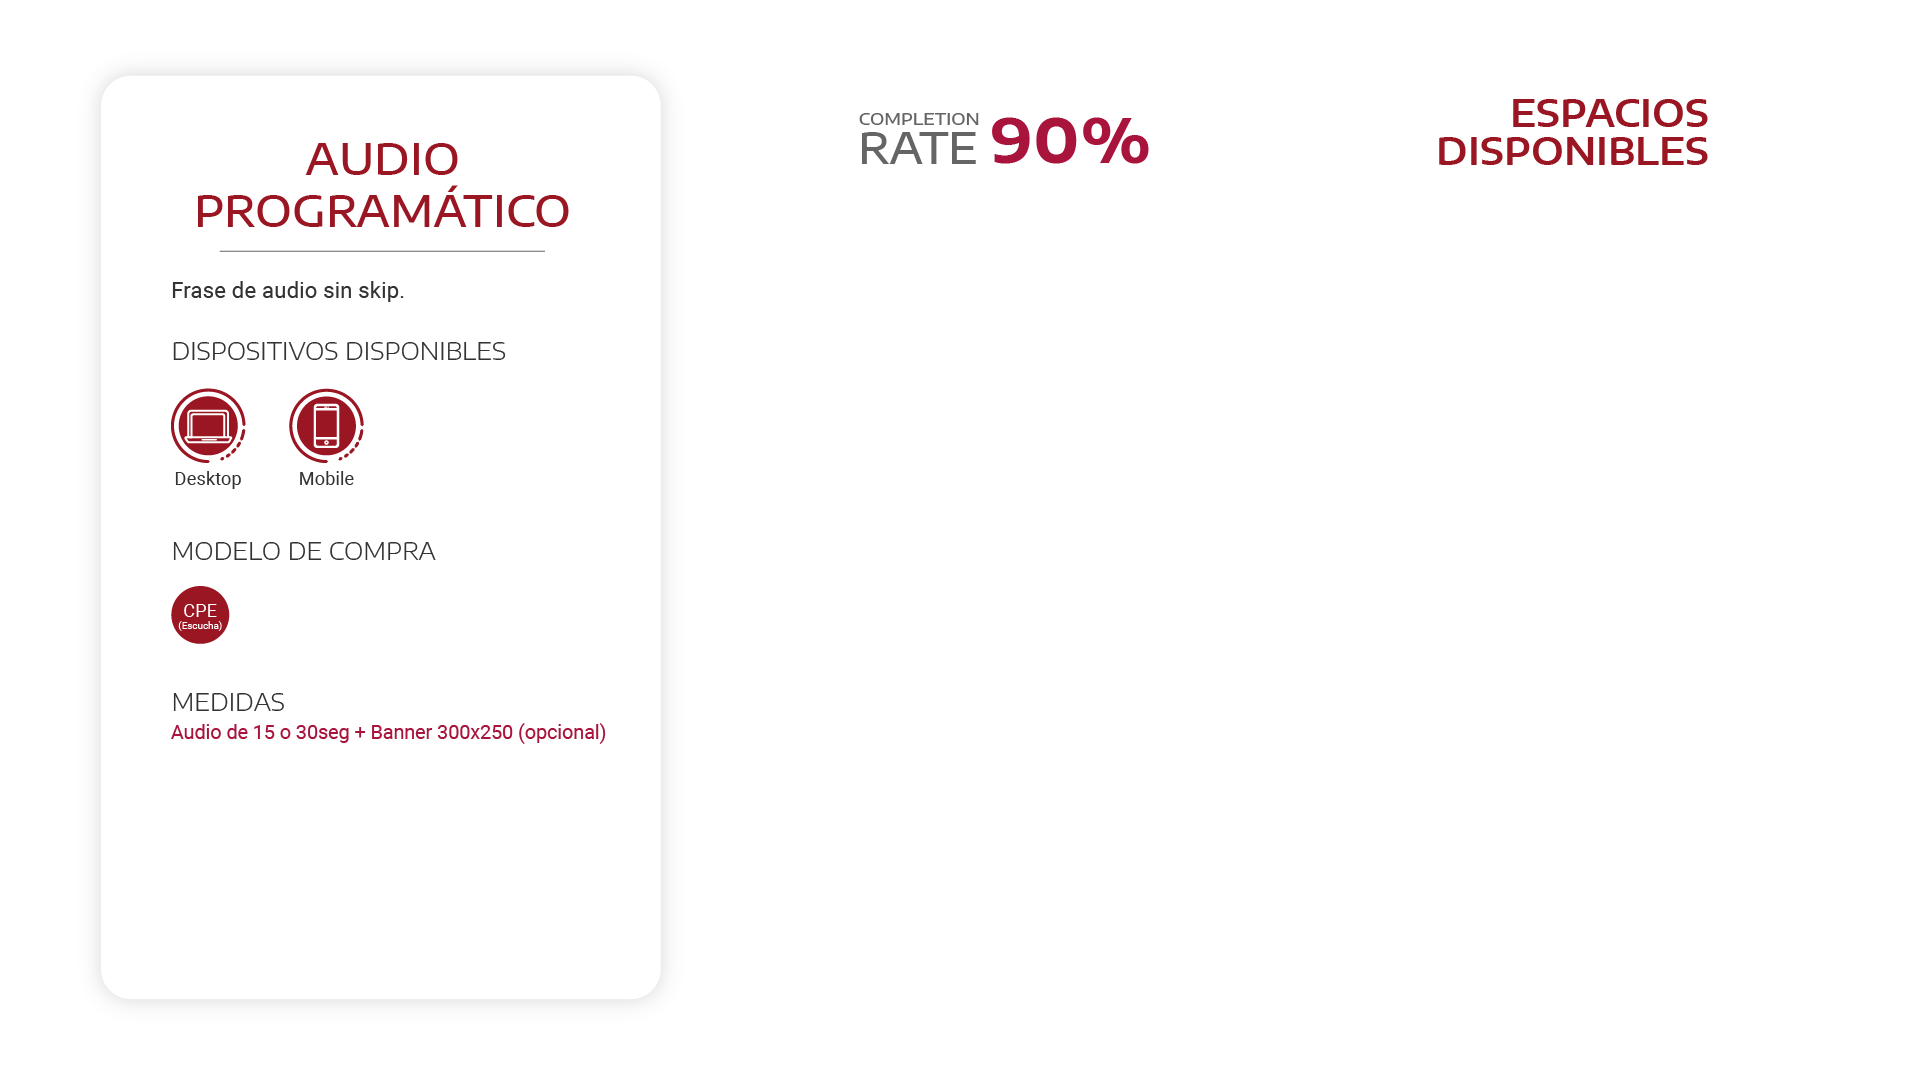 AUDIO
PROGRAMÁTICO
Frase de audio sin skip.
DISPOSITIVOS DISPONIBLES
Desktop
Mobile
MODELO DE COMPRA
CPE
(Escucha)
MEDIDAS
Audio de 15 o 30seg + Banner 300x250 (opcional)
COMPLETION
RATE 90%
ESPACIOS
DISPONIBLES